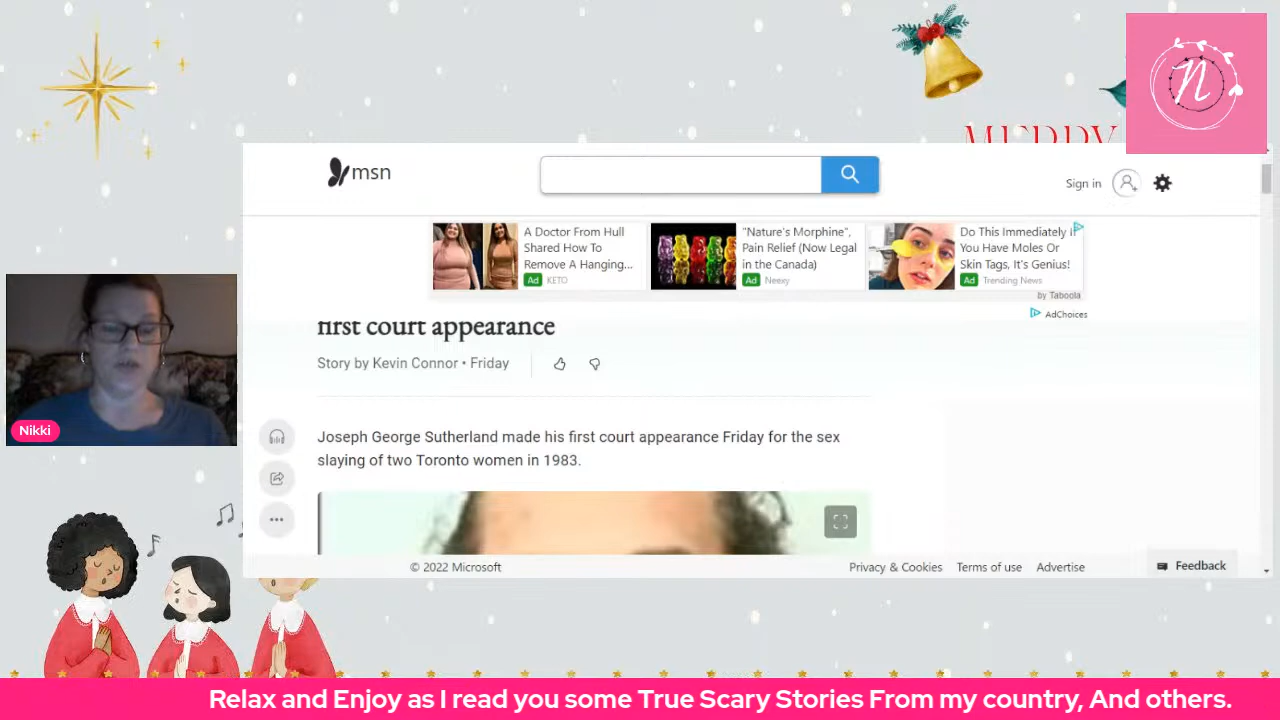 MERRY
n
msn
Sign in
A Doctor From Hull
Shared How To
Remove A Hanging...
Ad KETO
"Nature's Morphine",
Pain Relief (Now Legal
in the Canada)
Ad Neexy
Do This Immediately If
You Have Moles Or
Skin Tags, It's Genius!
Ad Trending News
by Taboola
AdChoices
first court appearance
Story by Kevin Connor • Friday
Nikki
Joseph George Sutherland made his first court appearance Friday for the sex
slaying of two Toronto women in 1983.
© 2022 Microsoft
Privary & Cookies
Terms of use
Advertise
Feedback
Relax and Enjoy as I read you some True Scary Stories From my country, And others.